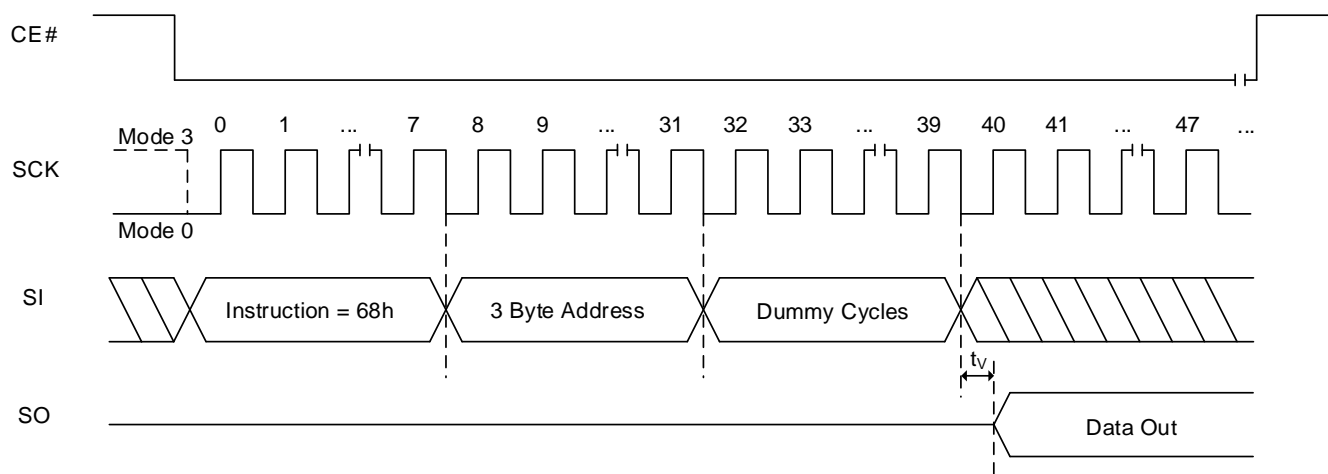 CE#
Mode 3 0 1 ... 7 8 9 ... 31 32 33 ... 39 40 41 ... 47 ...
SCK
Mode 0
SI Instruction = 68h 3 Byte Address Dummy Cycles
tV
SO Data Out